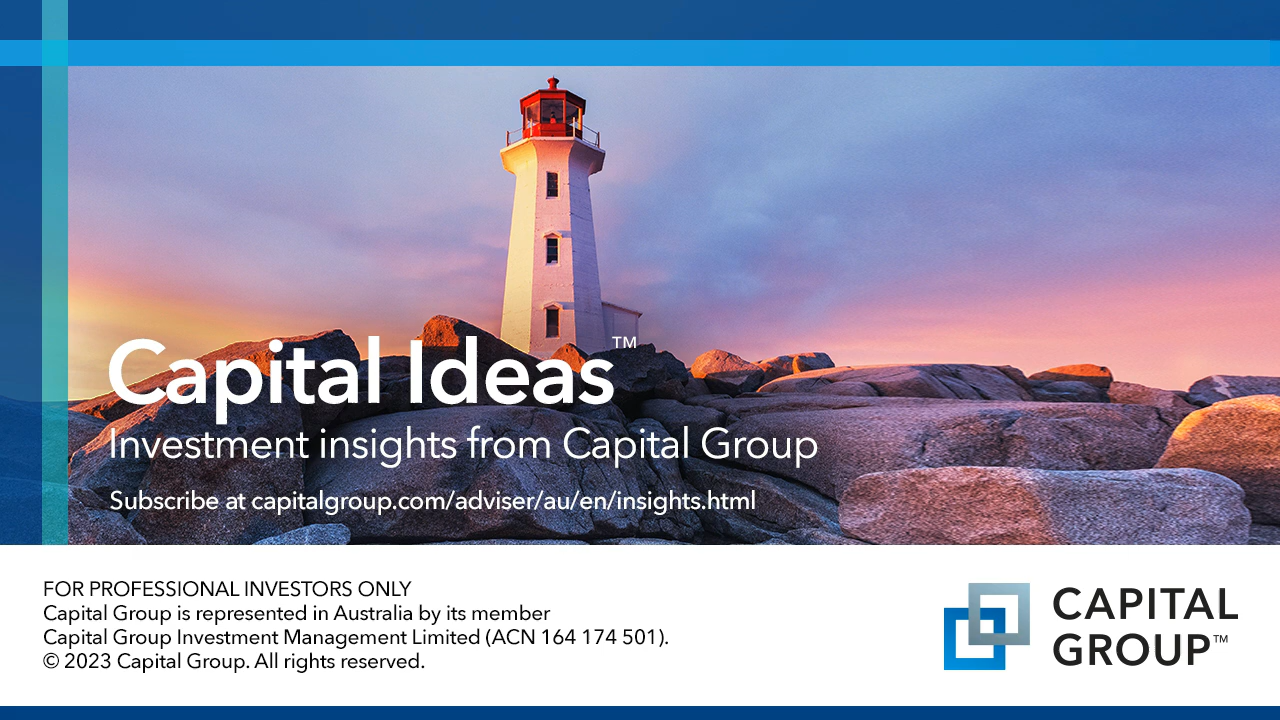 Capital Ideas™
Investment insights from Capital Group
Subscribe at capitalgroup.com/adviser/au/en/insights.html
FOR PROFESSIONAL INVESTORS ONLY
Capital Group is represented in Australia by its member
Capital Group Investment Management Limited (ACN 164 174 501).
© 2023 Capital Group. All rights reserved.
CAPITAL
GROUP™